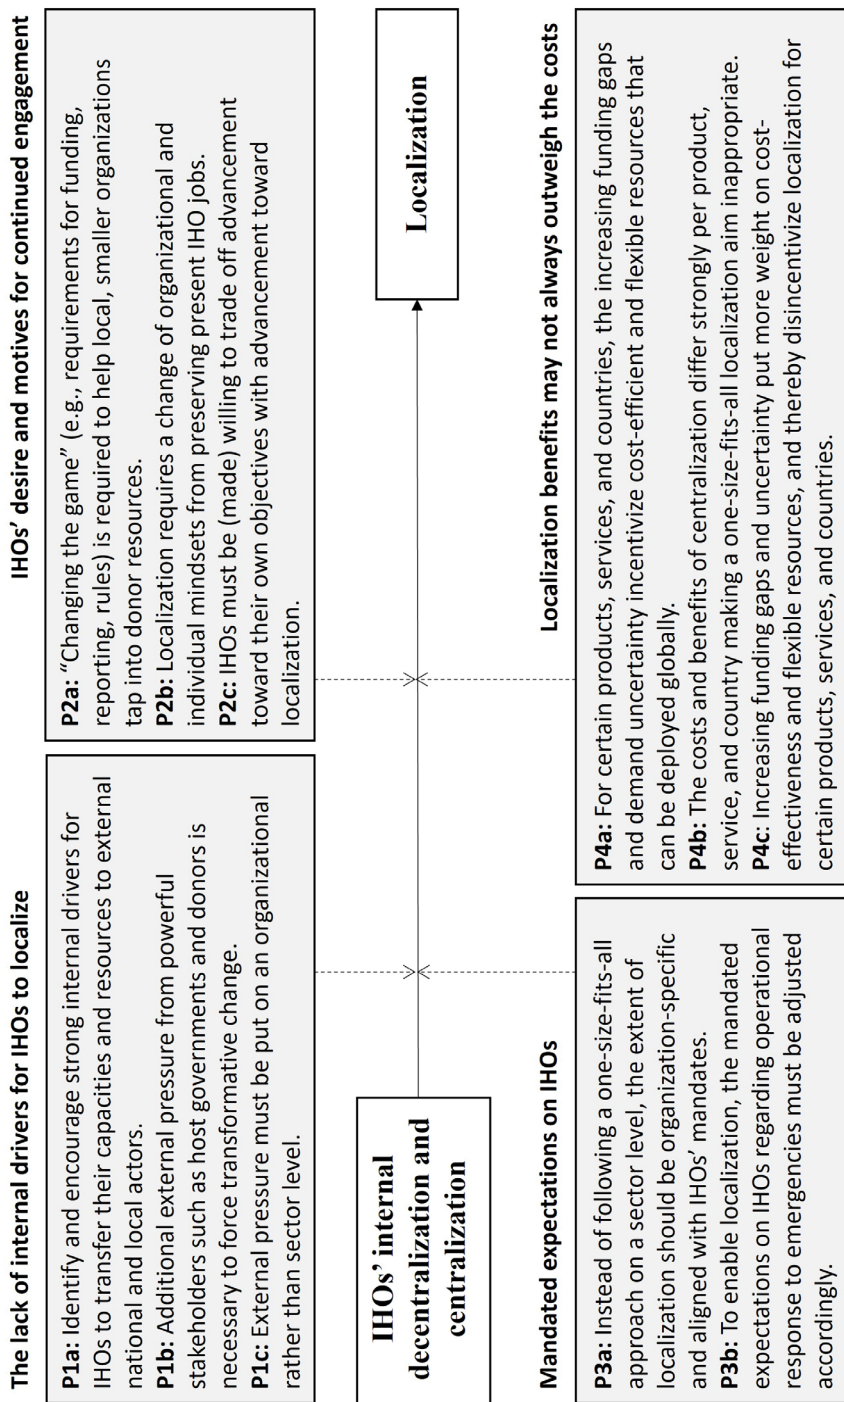 The lack of internal drivers for IHOs to localize
P1a: Identify and encourage strong internal drivers for
IHOs to transfer their capacities and resources to external
national and local actors.
P1b: Additional external pressure from powerful
stakeholders such as host governments and donors is
necessary to force transformative change.
P1c: External pressure must be put on an organizational
rather than sector level.
IHOs’ desire and motives for continued engagement
P2a: “Changing the game” (e.g., requirements for funding,
reporting, rules) is required to help local, smaller organizations
tap into donor resources.
P2b: Localization requires a change of organizational and
individual mindsets from preserving present IHO jobs.
P2c: IHOs must be (made) willing to trade off advancement
toward their own objectives with advancement toward
localization.
IHOs’ internal
decentralization and
centralization
Localization
Mandated expectations on IHOs
P3a: Instead of following a one-size-fits-all
approach on a sector level, the extent of
localization should be organization-specific
and aligned with IHOs’ mandates.
P3b: To enable localization, the mandated
expectations on IHOs regarding operational
response to emergencies must be adjusted
accordingly.
Localization benefits may not always outweigh the costs
P4a: For certain products, services, and countries, the increasing funding gaps
and demand uncertainty incentivize cost-efficient and flexible resources that
can be deployed globally.
P4b: The costs and benefits of centralization differ strongly per product,
service, and country making a one-size-fits-all localization aim inappropriate.
P4c: Increasing funding gaps and uncertainty put more weight on cost-
effectiveness and flexible resources, and thereby disincentivize localization for
certain products, services, and countries.